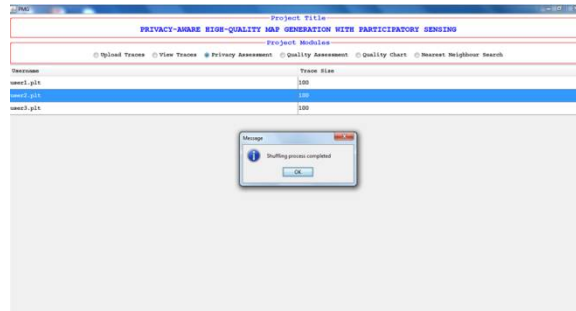 PMG
Project Title
PRIVACY-AWARE HIGH-QUALITY MAP GENERATION WITH PARTICIPATORY SENSING
Project Modules
Upload Traces View Traces Privacy Assessment Quality Assessment Quality Chart Nearest Neighbour Search
Username Trace Size
user1.plt 100
user2.plt 100
user3.plt 100
Message
Shuffling process completed
OK